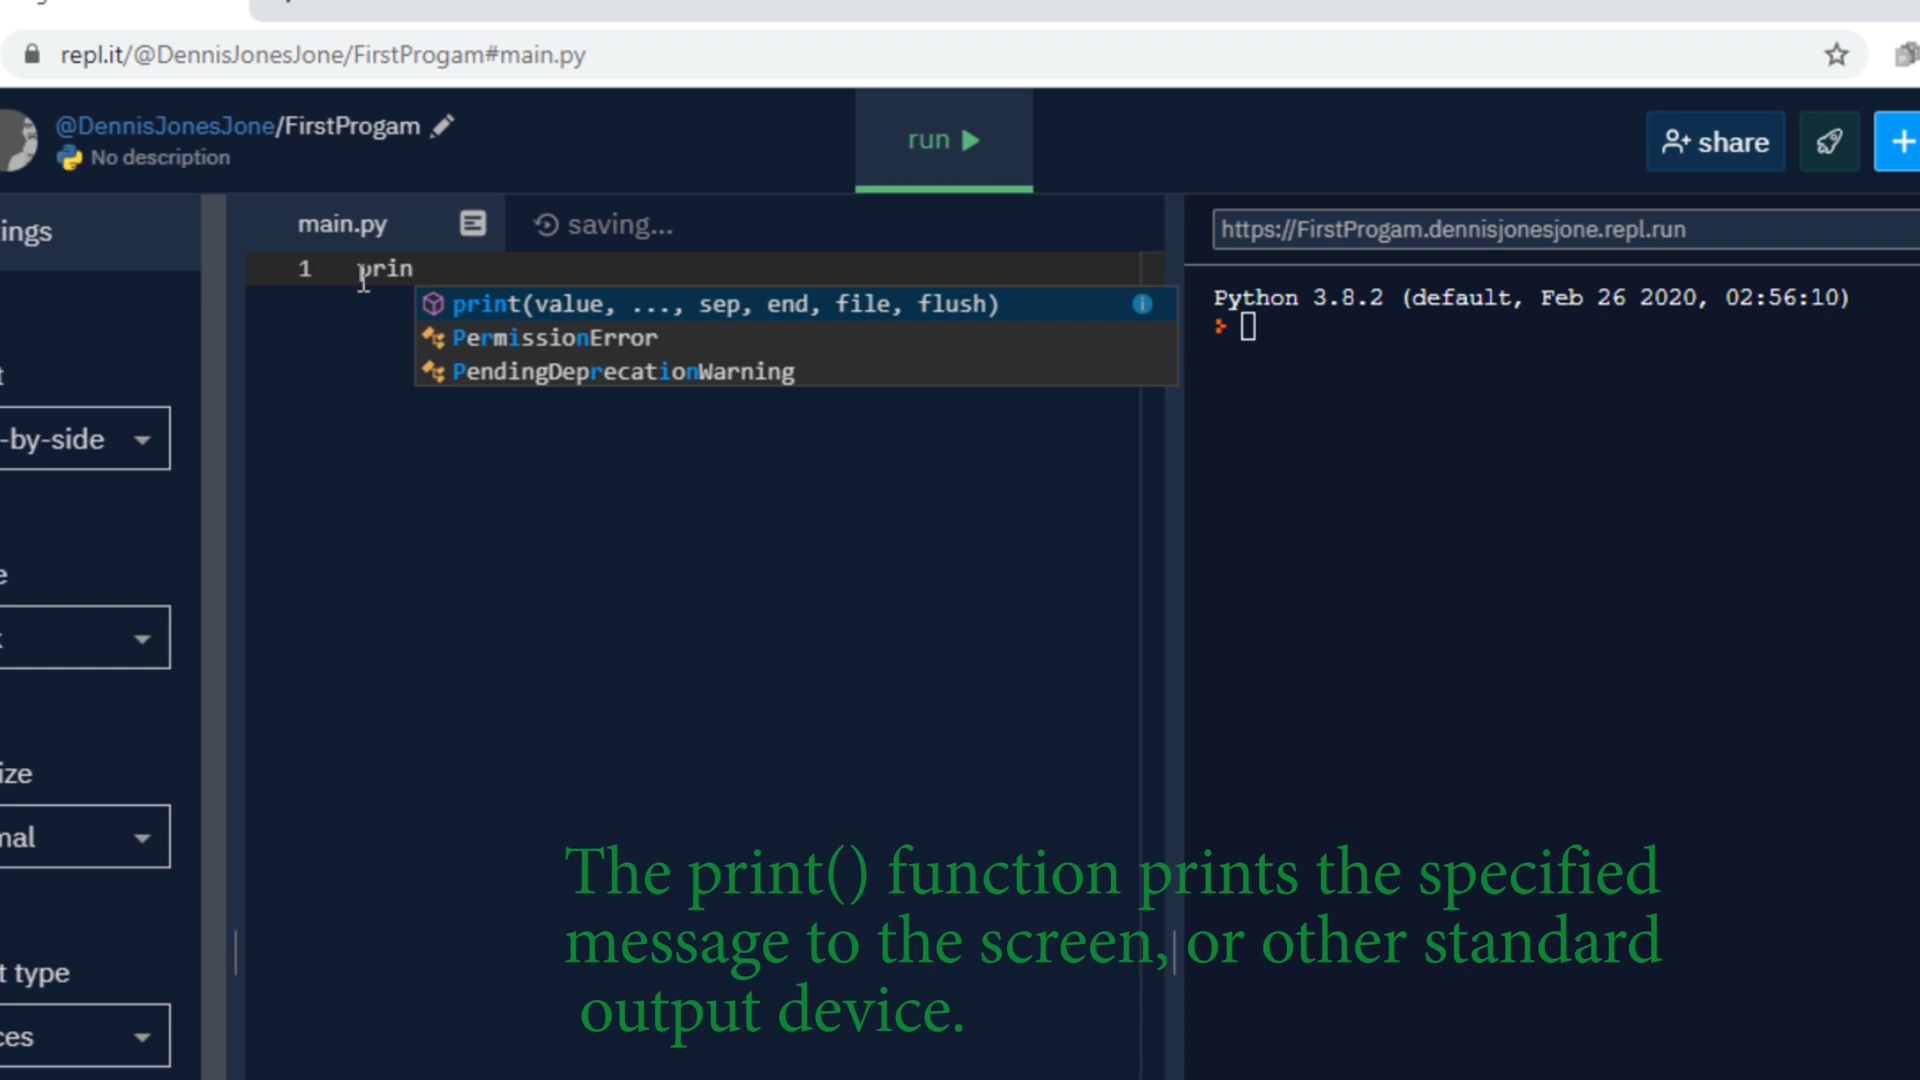 repl.it/@DennisJonesJone/FirstProgam#main.py
@DennisJonesJone/FirstProgam
No description
run
share
ings
main.py
saving...
https://FirstProgam.dennisjonesjone.repl.run
1 prin
print(value, ..., sep, end, file, flush)
PermissionError
PendingDeprecationWarning
Python 3.8.2 (default, Feb 26 2020, 02:56:10)
t
-by-side
e
ize
mal
t type
ces
The print() function prints the specified
message to the screen, or other standard
output device.